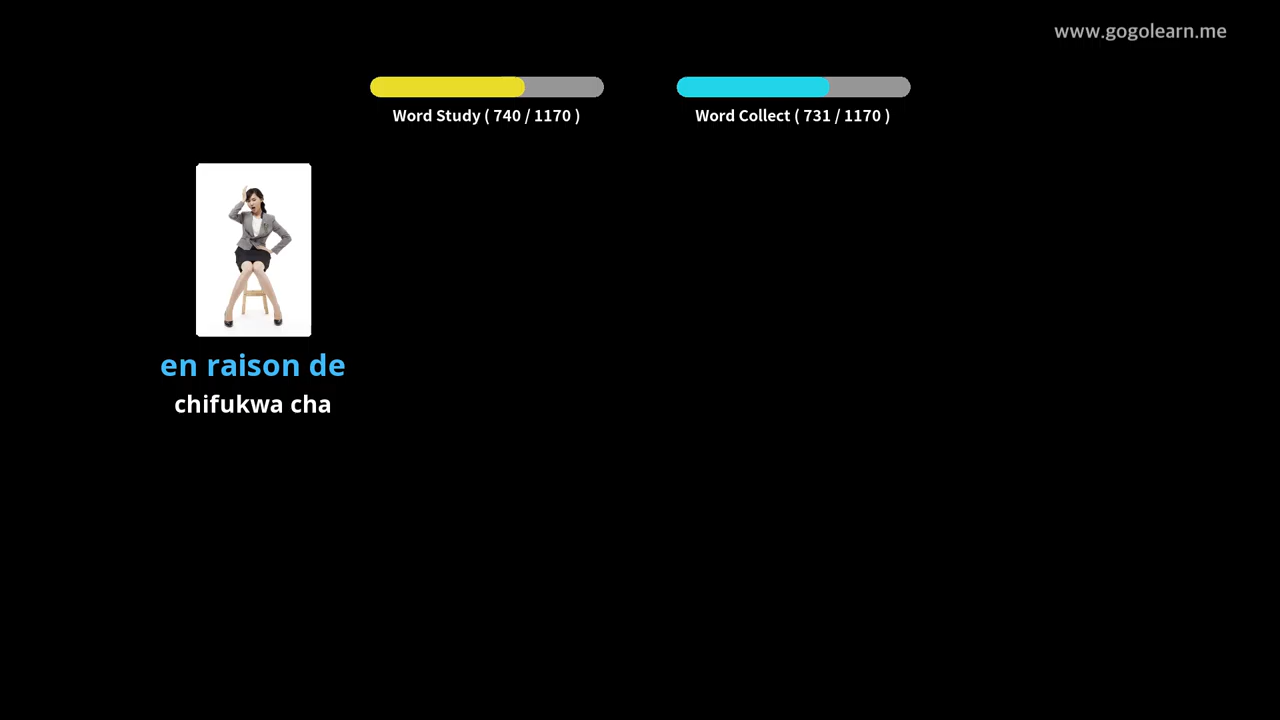 www.gogolearn.me
Word Study ( 740 / 1170 )
Word Collect ( 731 / 1170 )
en raison de
chifukwa cha